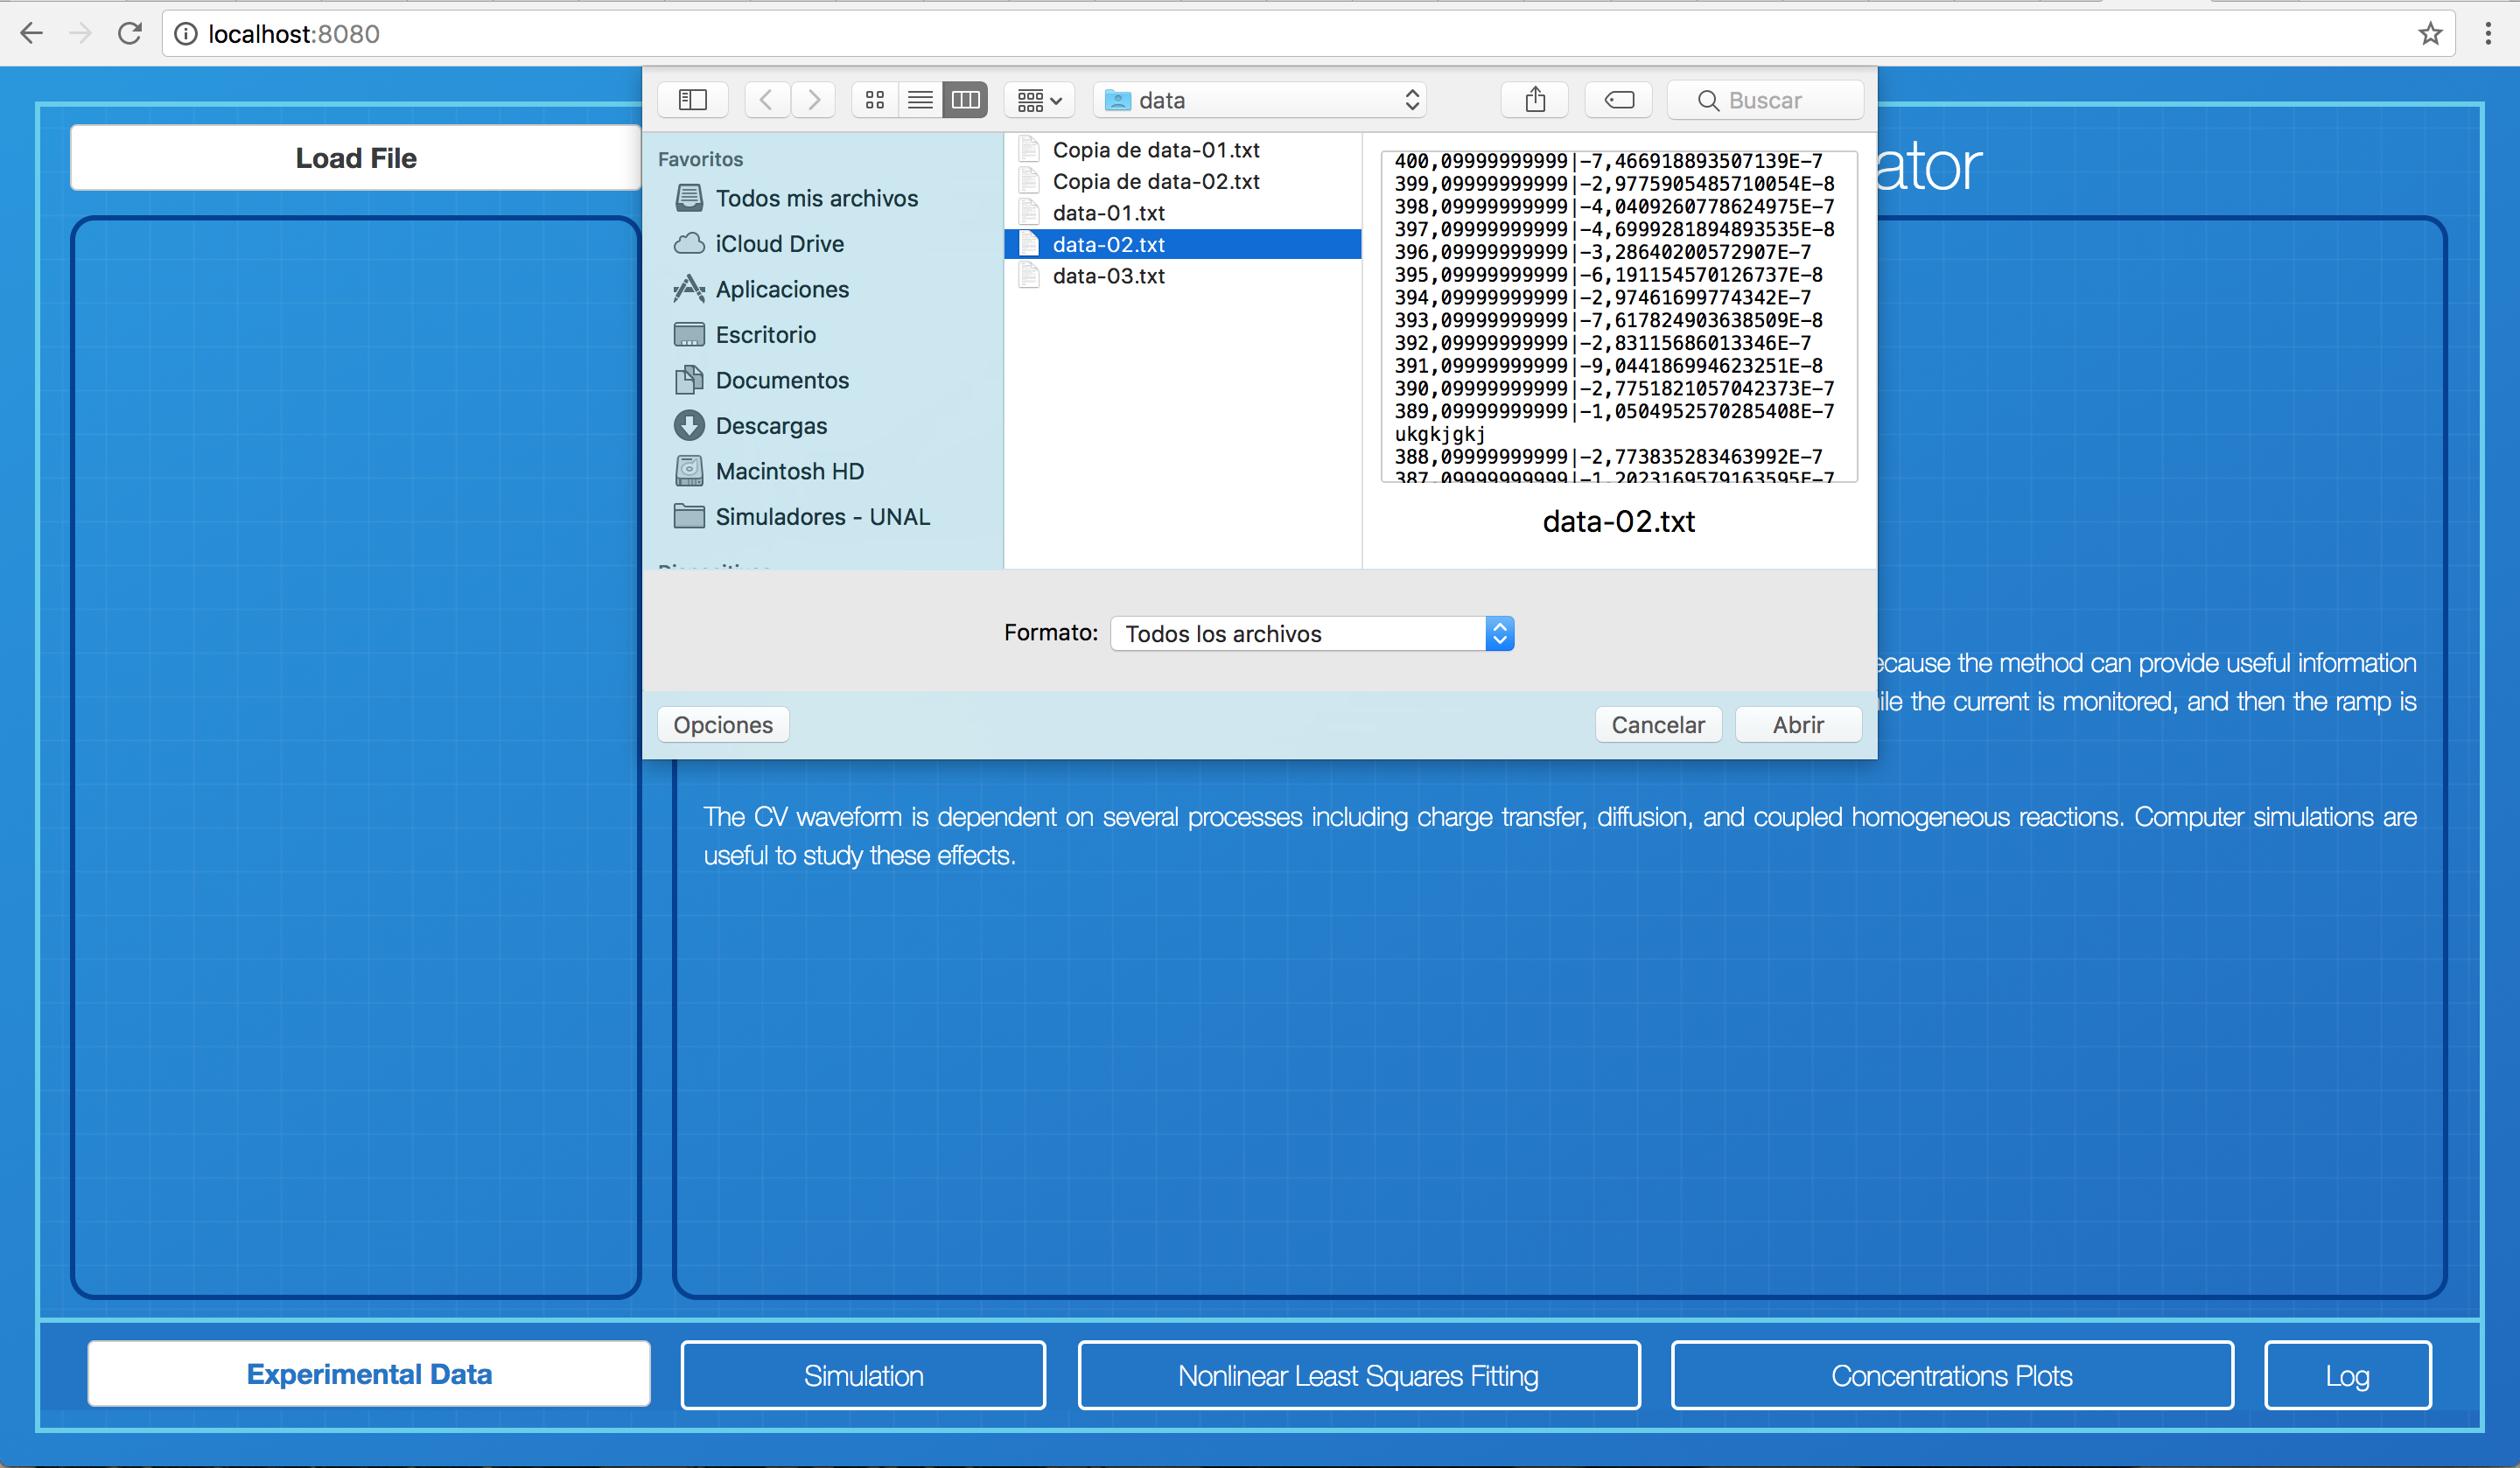 localhost:8080
data
Buscar
Load File
ator
Favoritos
Todos mis archivos
iCloud Drive
Aplicaciones
Escritorio
Documentos
Descargas
Macintosh HD
Simuladores - UNAL
Copia de data-01.txt
Copia de data-02.txt
data-01.txt
data-02.txt
data-03.txt
400,09999999999|-7,466918893507139E-7
399,09999999999|-2,9775905485710054E-8
398,09999999999|-4,0409260778624975E-7
397,09999999999|-4,6999281894893535E-8
396,09999999999|-3,28640200572907E-7
395,09999999999|-6,191154570126737E-8
394,09999999999|-2,97461699774342E-7
393,09999999999|-7,617824903638509E-8
392,09999999999|-2,83115686013346E-7
391,09999999999|-9,044186994623251E-8
390,09999999999|-2,7751821057042373E-7
389,09999999999|-1,0504952570285408E-7
ukgkjgkj
388,09999999999|-2,773835283463992E-7
387,09999999999|-1,2023169579163595E-7
data-02.txt
Formato: Todos los archivos
Opciones
Cancelar
Abrir
ecause the method can provide useful information
ile the current is monitored, and then the ramp is
The CV waveform is dependent on several processes including charge transfer, diffusion, and coupled homogeneous reactions. Computer simulations are
useful to study these effects.
Experimental Data
Simulation
Nonlinear Least Squares Fitting
Concentrations Plots
Log